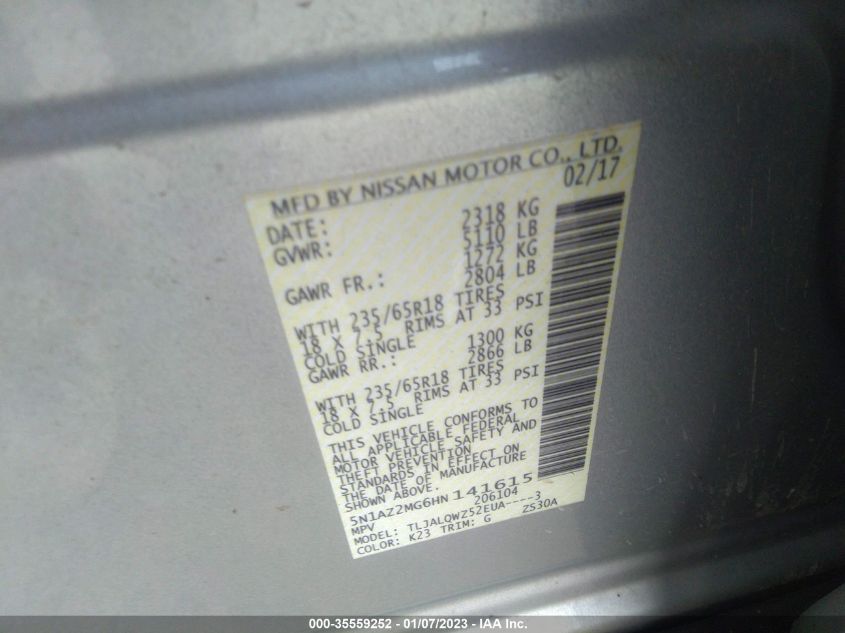 MFD BY NISSAN MOTOR CO., LTD.
DATE: 02/17
GVWR: 2318 KG
5110 LB
GAWR FR.: 1272 KG
2804 LB
WITH 235/65R18 TIRES
18 X 7.5 RIMS AT 33 PSI
COLD SINGLE
GAWR RR.: 1300 KG
2866 LB
WITH 235/65R18 TIRES
18 X 7.5 RIMS AT 33 PSI
COLD SINGLE
THIS VEHICLE CONFORMS TO
ALL APPLICABLE FEDERAL
MOTOR VEHICLE SAFETY AND
THEFT PREVENTION
STANDARDS IN EFFECT ON
THE DATE OF MANUFACTURE
SHOWN ABOVE.
5N1AZ2MG6HN141615
MPV 206104
MODEL: TLJALQWZ52EUA----3
COLOR: K23 TRIM: G ZS30A
000-35559252 - 01/07/2023 - IAA Inc.